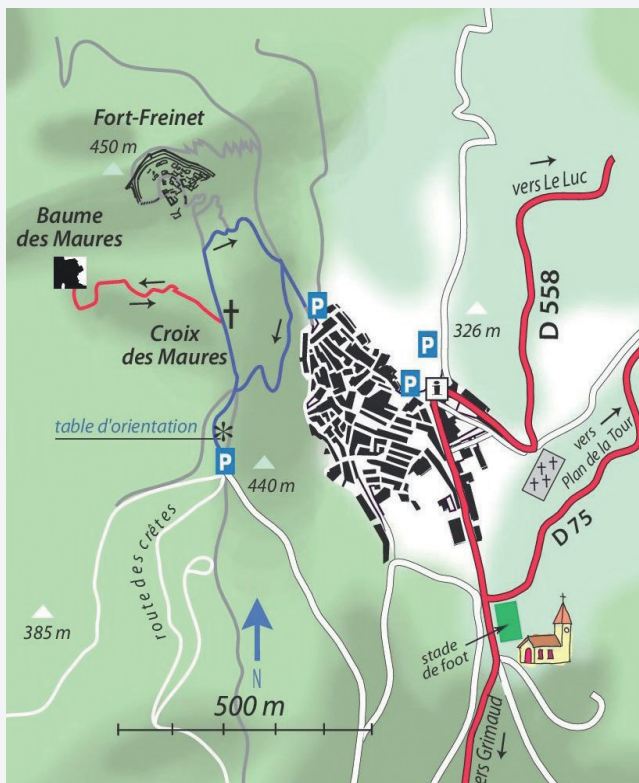 Fort-Freinet
450 m
vers Le Luc
Baume
des Maures
D 558
P
326 m
P
Croix
des Maures
P
i
table d'orientation
vers
Plan de la Tour
P
440 m
D 75
route des crêtes
385 m
stade
de foot
N
500 m
vers Grimaud